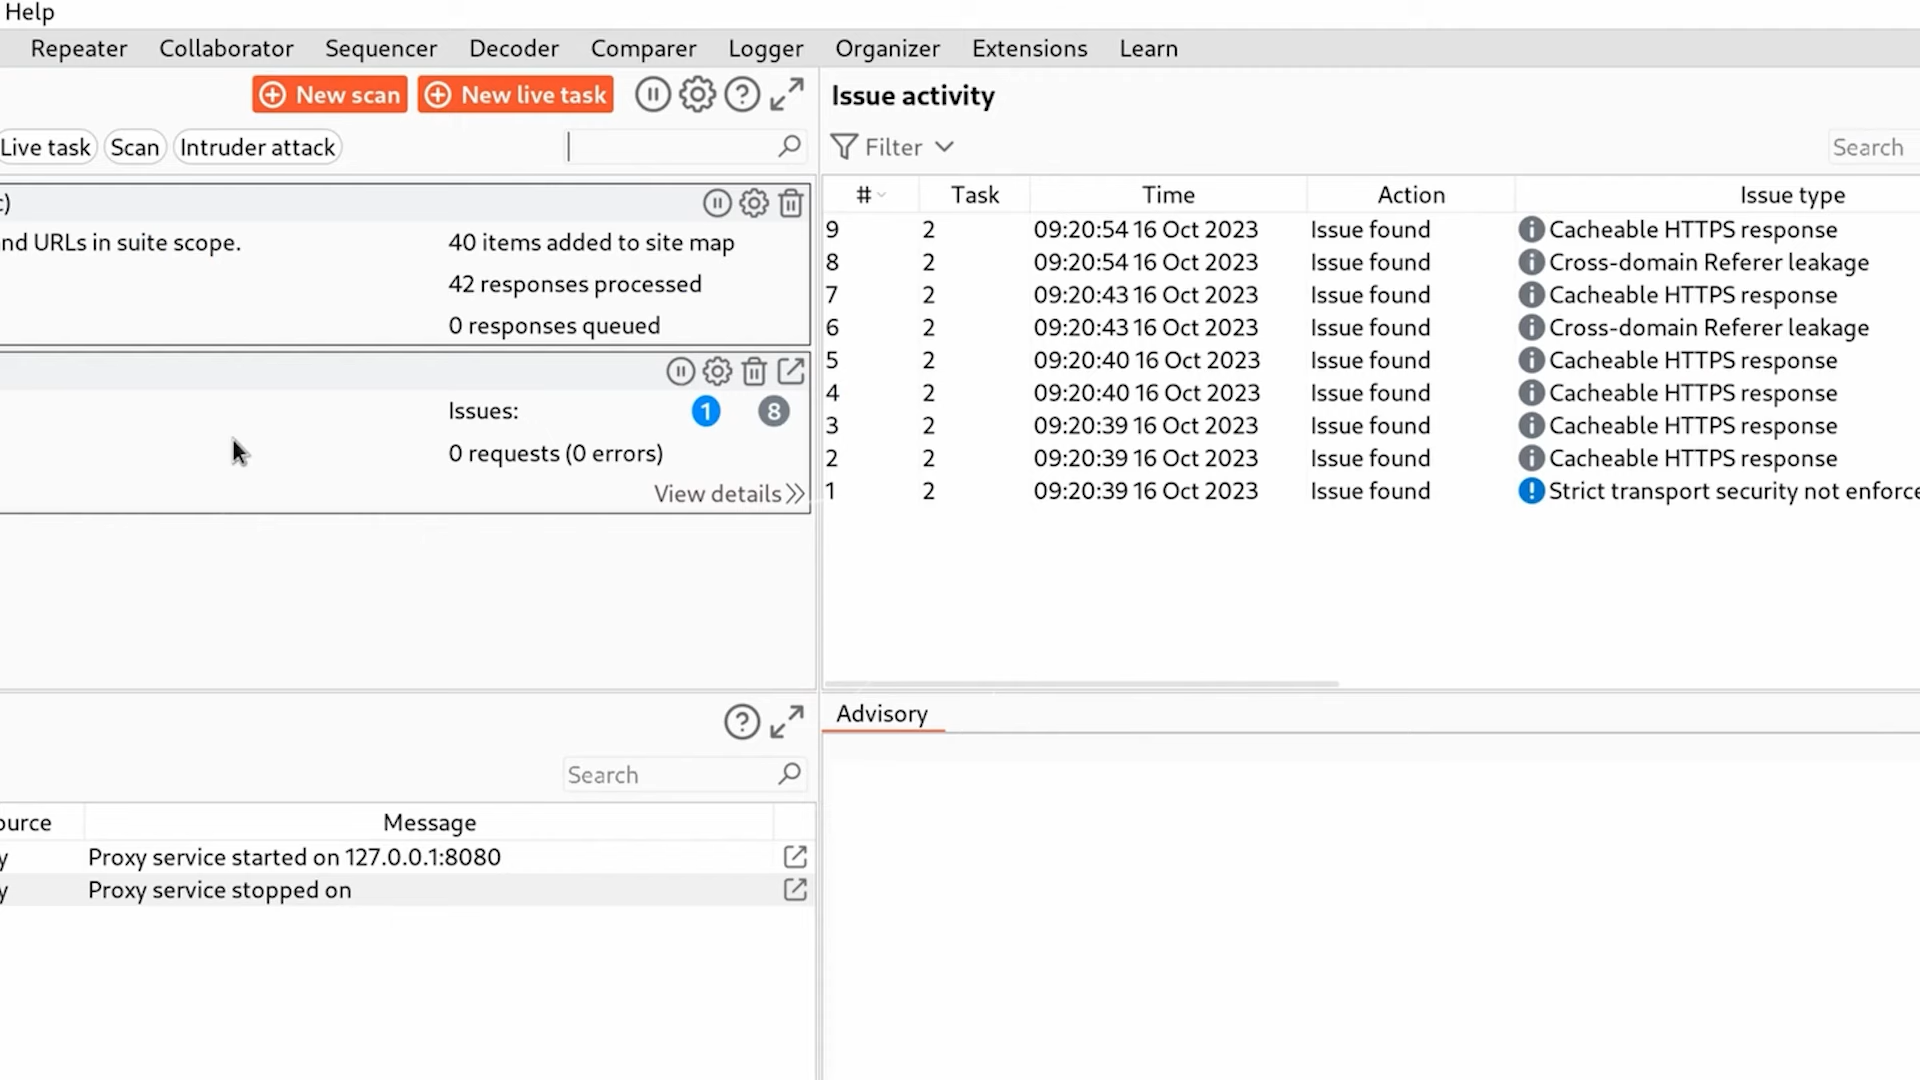 Help
Repeater Collaborator Sequencer Decoder Comparer Logger Organizer Extensions Learn
New scan New live task
Issue activity
Live task Scan Intruder attack
Filter
Search
# Task Time Action Issue type
nd URLs in suite scope.
40 items added to site map
42 responses processed
0 responses queued
Issues: 1 8
0 requests (0 errors)
View details
9 2 09:20:54 16 Oct 2023 Issue found Cacheable HTTPS response
8 2 09:20:54 16 Oct 2023 Issue found Cross-domain Referer leakage
7 2 09:20:43 16 Oct 2023 Issue found Cacheable HTTPS response
6 2 09:20:43 16 Oct 2023 Issue found Cross-domain Referer leakage
5 2 09:20:40 16 Oct 2023 Issue found Cacheable HTTPS response
4 2 09:20:40 16 Oct 2023 Issue found Cacheable HTTPS response
3 2 09:20:39 16 Oct 2023 Issue found Cacheable HTTPS response
2 2 09:20:39 16 Oct 2023 Issue found Cacheable HTTPS response
1 2 09:20:39 16 Oct 2023 Issue found Strict transport security not enforce
Search
ource Message
y Proxy service started on 127.0.0.1:8080
y Proxy service stopped on
Advisory